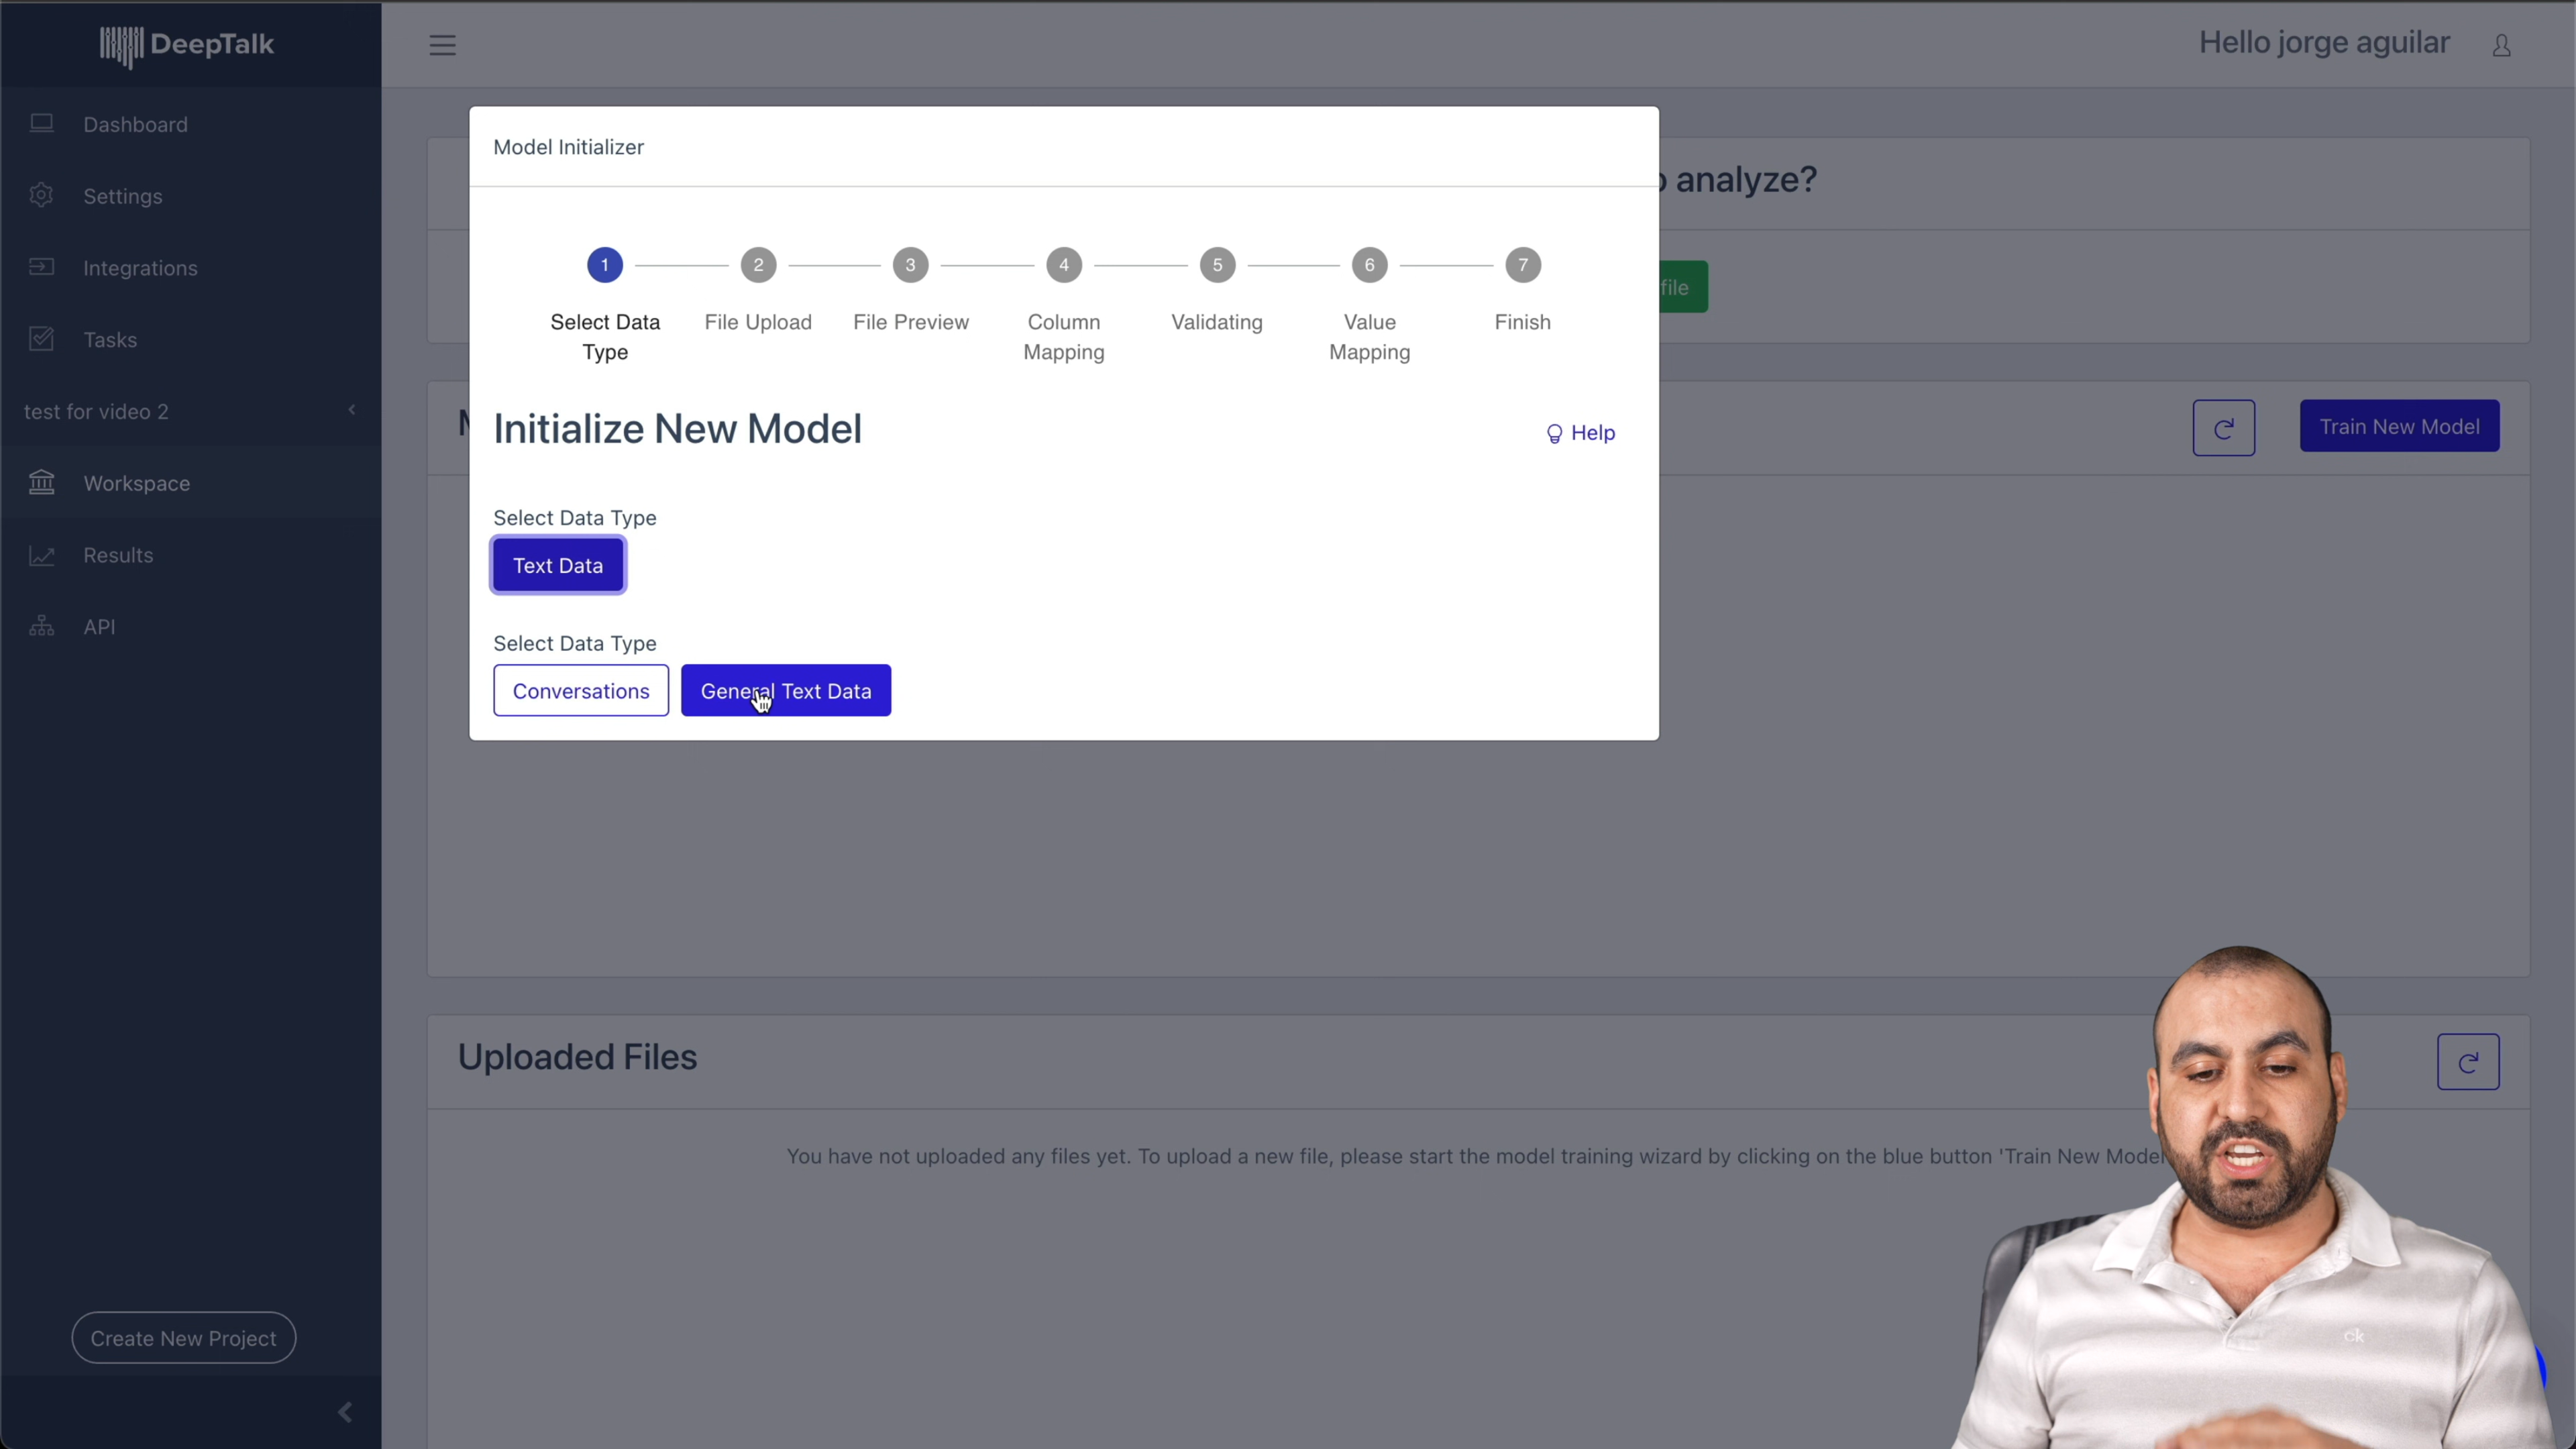 DeepTalk
Hello jorge aguilar
Dashboard
Settings
Integrations
Tasks
test for video 2
Workspace
Results
API
Create New Project
Model Initializer
analyze?
1
2
3
4
5
6
7
Select Data
Type
File Upload
File Preview
Column
Mapping
Validating
Value
Mapping
Finish
file
Initialize New Model
Help
Train New Model
Select Data Type
Text Data
Select Data Type
Conversations
General Text Data
Uploaded Files
You have not uploaded any files yet. To upload a new file, please start the model training wizard by clicking on the blue button 'Train New Model
ck